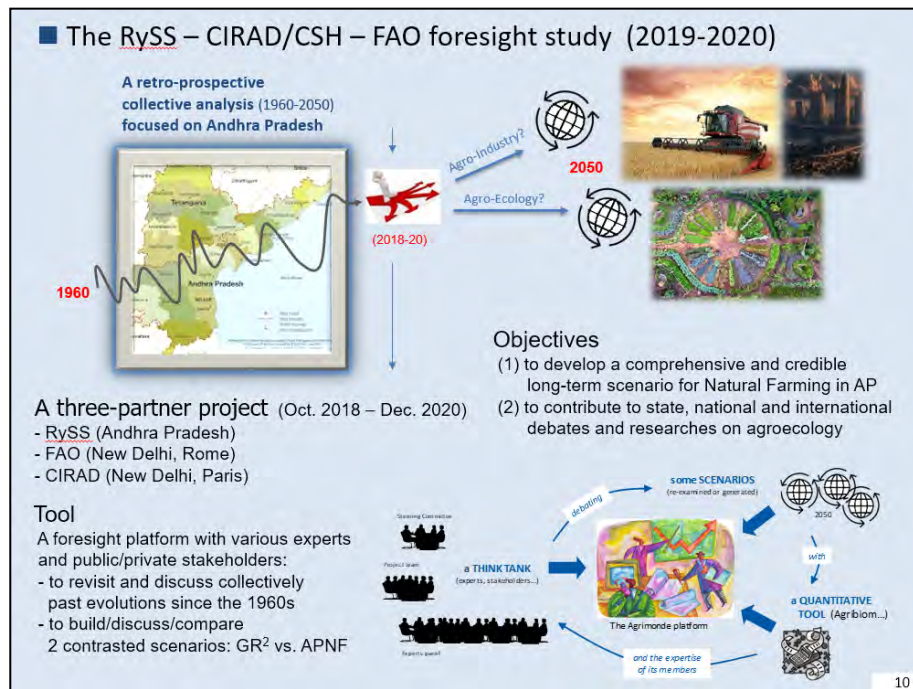 The RySS – CIRAD/CSH – FAO foresight study (2019-2020)
A retro-prospective
collective analysis (1960-2050)
focused on Andhra Pradesh
Telangana
Andhra Pradesh
1960
(2018-20)
Agro-Industry?
Agro-Ecology?
2050
Objectives
(1) to develop a comprehensive and credible
long-term scenario for Natural Farming in AP
(2) to contribute to state, national and international
debates and researches on agroecology
A three-partner project (Oct. 2018 – Dec. 2020)
- RySS (Andhra Pradesh)
- FAO (New Delhi, Rome)
- CIRAD (New Delhi, Paris)
Tool
A foresight platform with various experts
and public/private stakeholders:
- to revisit and discuss collectively
past evolutions since the 1960s
- to build/discuss/compare
2 contrasted scenarios: GR² vs. APNF
Steering Committee
Project team
Experts panel
a THINK TANK
(experts, stakeholders...)
debating
some SCENARIOS
(re-examined or generated)
2050
with
a QUANTITATIVE
TOOL (Agribiom...)
The Agrimonde platform
and the expertise
of its members
10